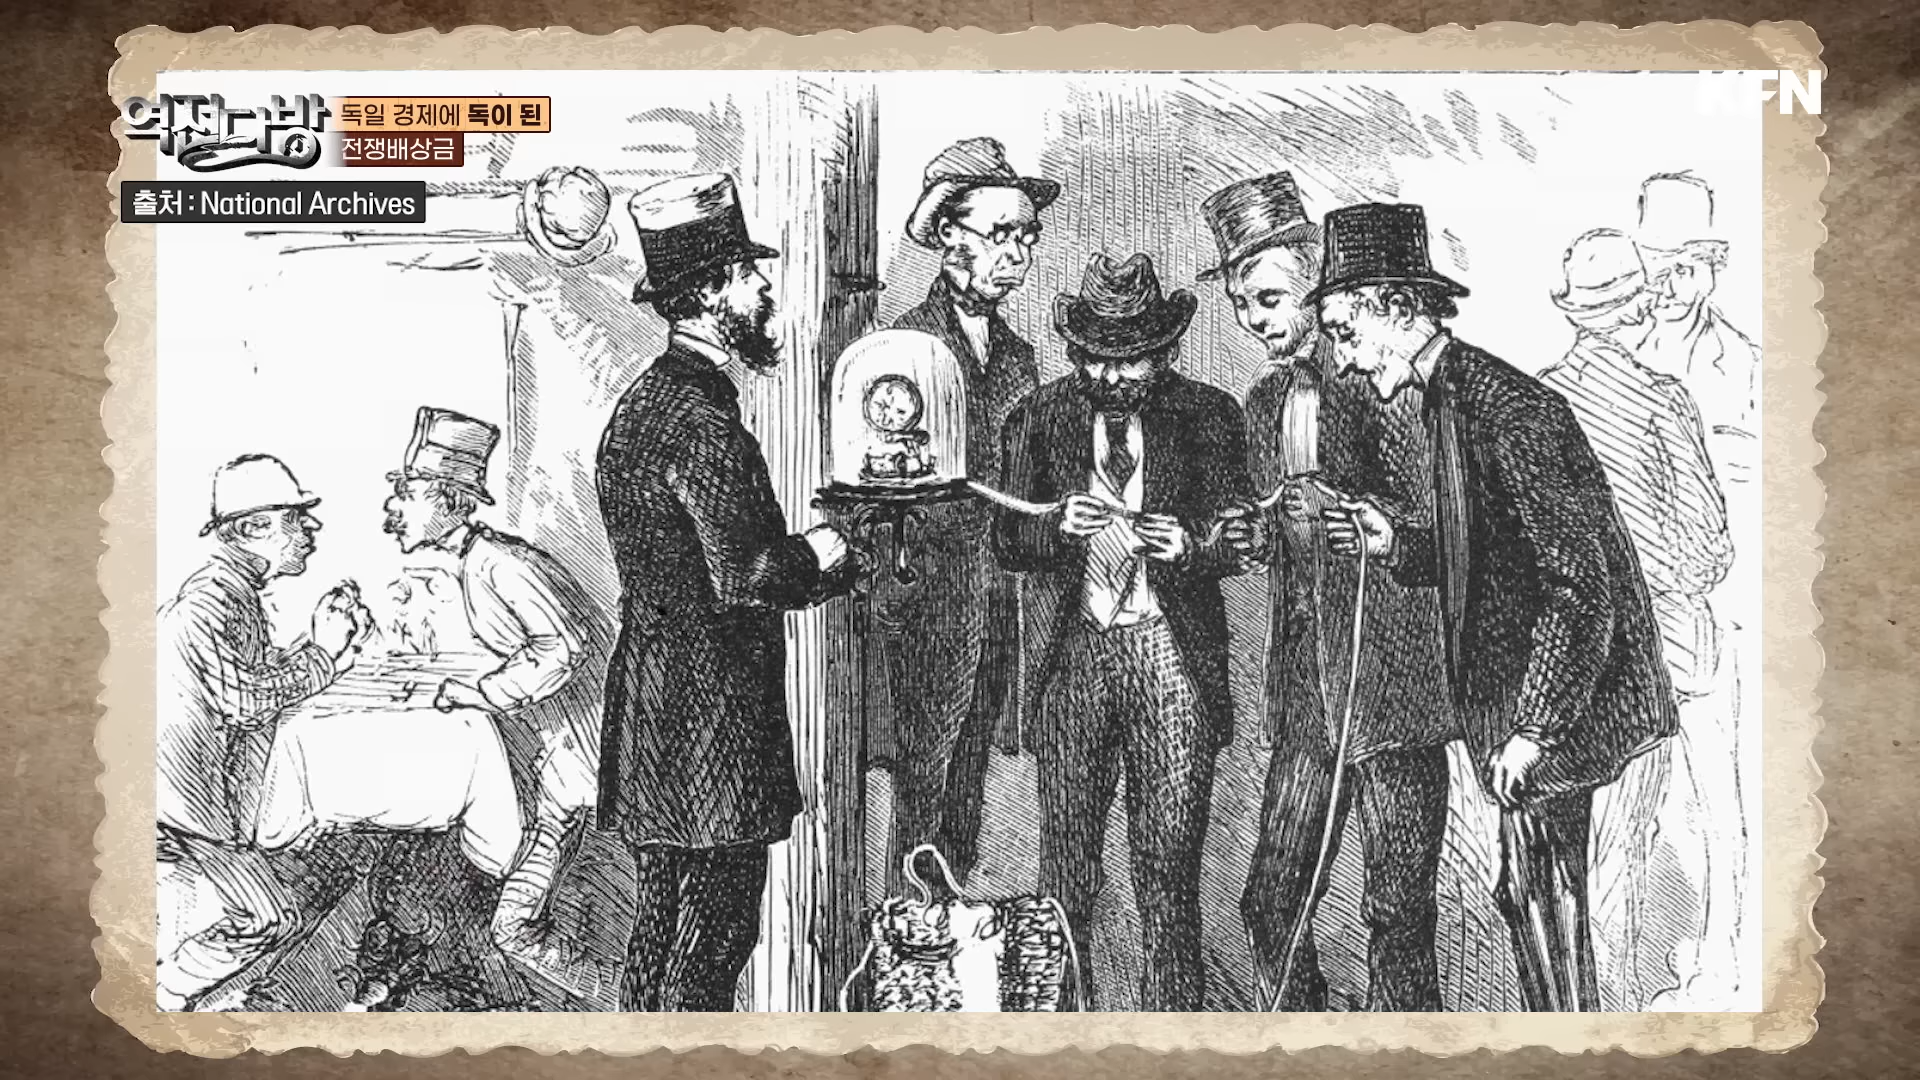 역전다방
독일 경제에 독이 된
전쟁배상금
출처 : National Archives
KFN